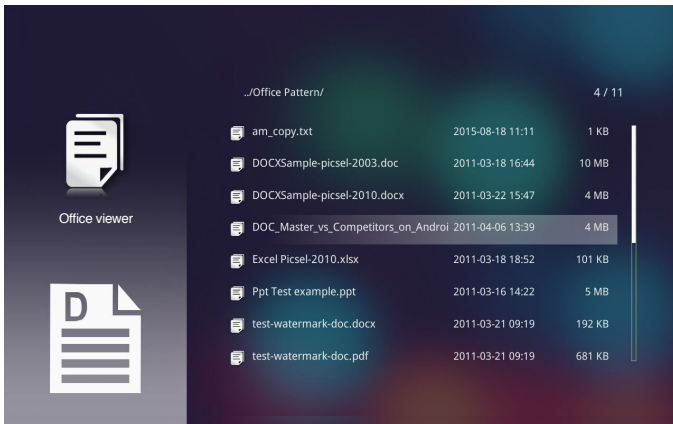 ../Office Pattern/ 4 / 11
am_copy.txt 2015-08-18 11:11 1 KB
DOCXSample-picsel-2003.doc 2011-03-18 16:44 10 MB
DOCXSample-picsel-2010.docx 2011-03-22 15:47 4 MB
Office viewer
DOC_Master_vs_Competitors_on_Androi 2011-04-06 13:39 4 MB
Excel Picsel-2010.xlsx 2011-03-18 18:52 101 KB
Ppt Test example.ppt 2011-03-16 14:22 5 MB
D
test-watermark-doc.docx 2011-03-21 09:19 192 KB
test-watermark-doc.pdf 2011-03-21 09:19 681 KB